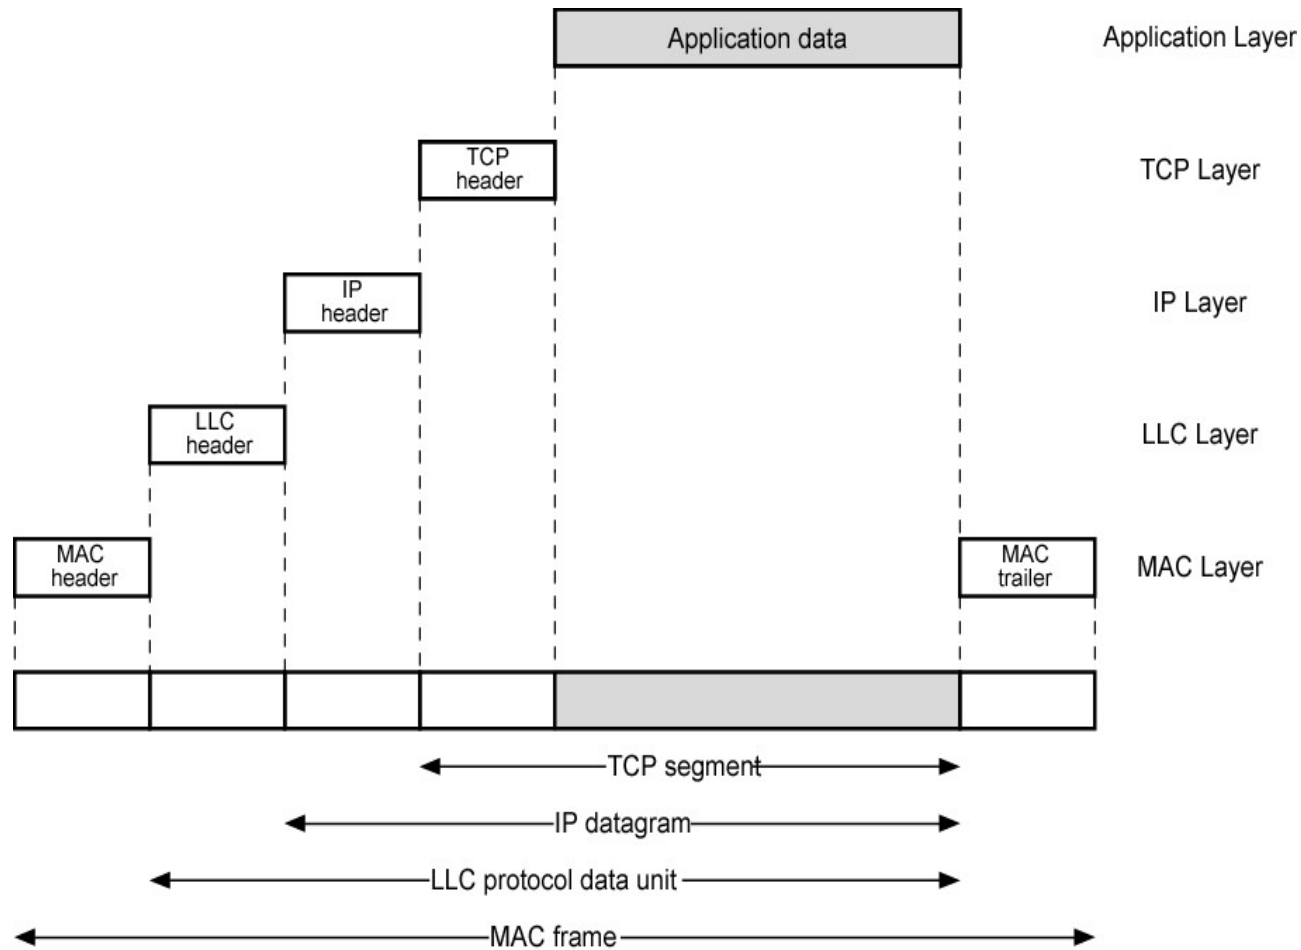 Application data
Application Layer
TCP
header
TCP Layer
IP
header
IP Layer
LLC
header
LLC Layer
MAC
header
MAC
trailer
MAC Layer
TCP segment
IP datagram
LLC protocol data unit
MAC frame